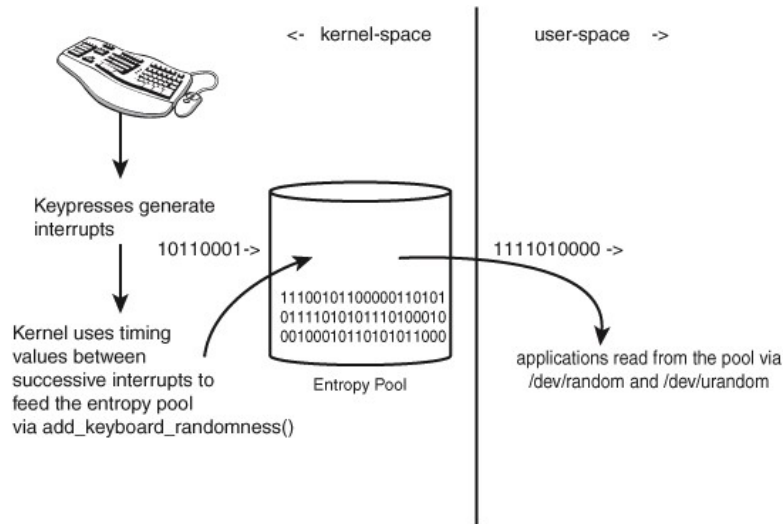 <- kernel-space
user-space ->
Keypresses generate
interrupts
10110001->
1111010000 ->
11100101100000110101
01111010101110100010
00100010110101011000
Kernel uses timing
values between
successive interrupts to
feed the entropy pool
via add_keyboard_randomness()
Entropy Pool
applications read from the pool via
/dev/random and /dev/urandom